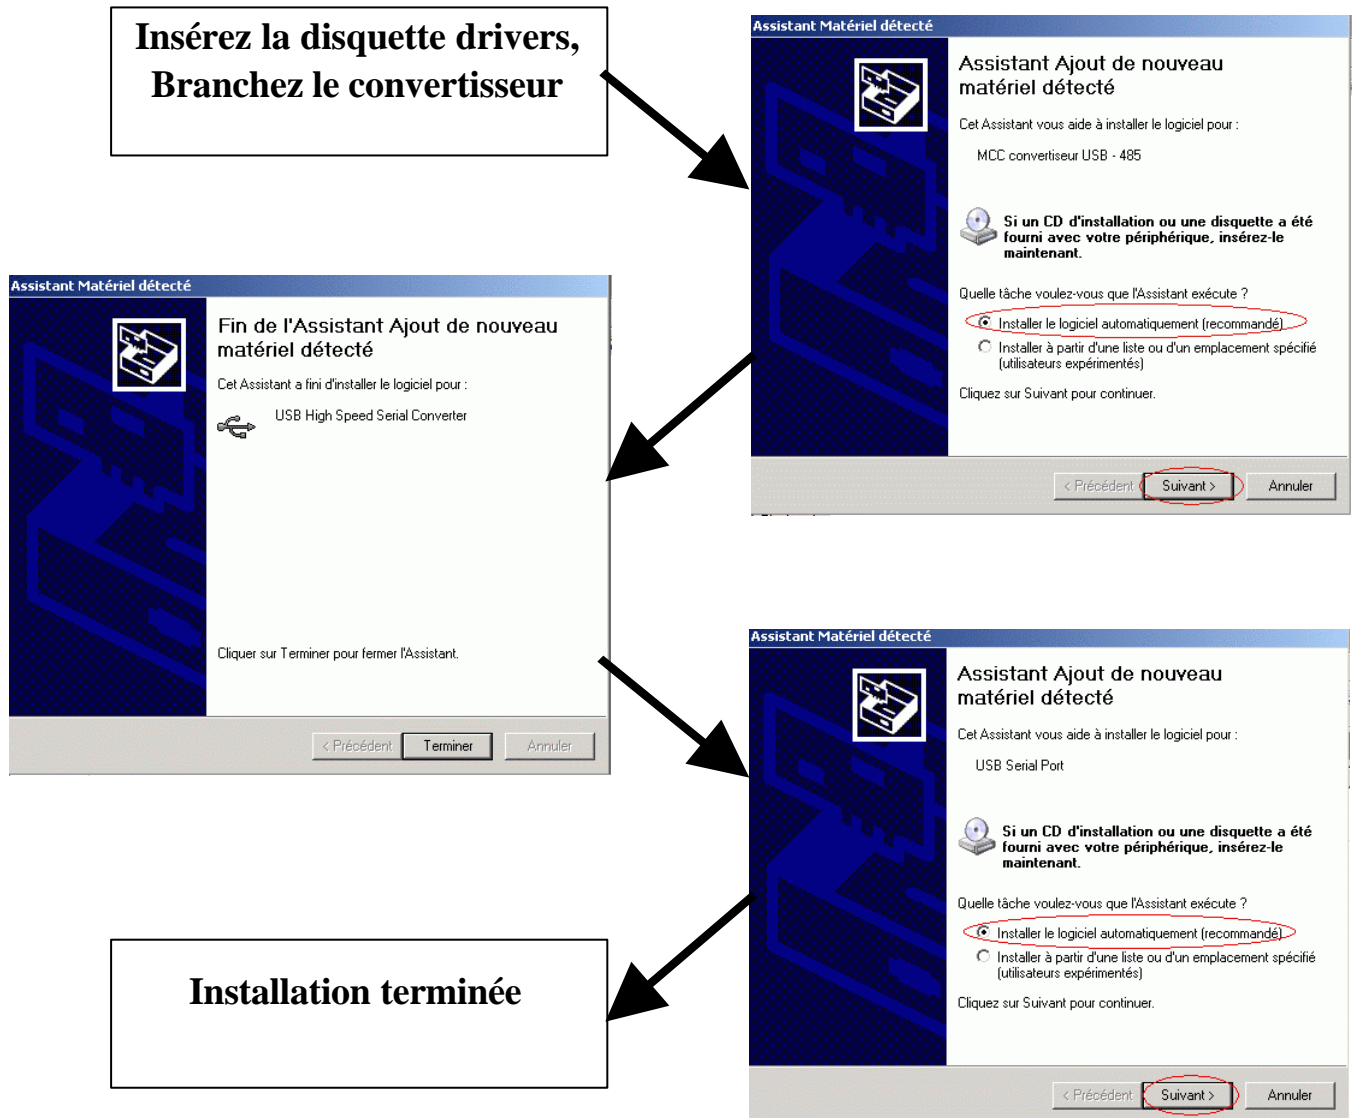 Insérez la disquette drivers,
Branchez le convertisseur
Assistant Matériel détecté
Assistant Ajout de nouveau
matériel détecté
Cet Assistant vous aide à installer le logiciel pour :
MCC convertiseur USB - 485
Si un CD d'installation ou une disquette a été
fourni avec votre périphérique, insérez-le
maintenant.
Quelle tâche voulez-vous que l'Assistant exécute ?
Installer le logiciel automatiquement (recommandé)
Installer à partir d'une liste ou d'un emplacement spécifié
(utilisateurs expérimentés)
Cliquez sur Suivant pour continuer.
< Précédent
Suivant >
Annuler
Assistant Matériel détecté
Fin de l'Assistant Ajout de nouveau
matériel détecté
Cet Assistant a fini d'installer le logiciel pour :
USB High Speed Serial Converter
Cliquer sur Terminer pour fermer l'Assistant.
< Précédent
Terminer
Annuler
Assistant Matériel détecté
Assistant Ajout de nouveau
matériel détecté
Cet Assistant vous aide à installer le logiciel pour :
USB Serial Port
Si un CD d'installation ou une disquette a été
fourni avec votre périphérique, insérez-le
maintenant.
Quelle tâche voulez-vous que l'Assistant exécute ?
Installer le logiciel automatiquement (recommandé)
Installer à partir d'une liste ou d'un emplacement spécifié
(utilisateurs expérimentés)
Cliquez sur Suivant pour continuer.
< Précédent
Suivant >
Annuler
Installation terminée